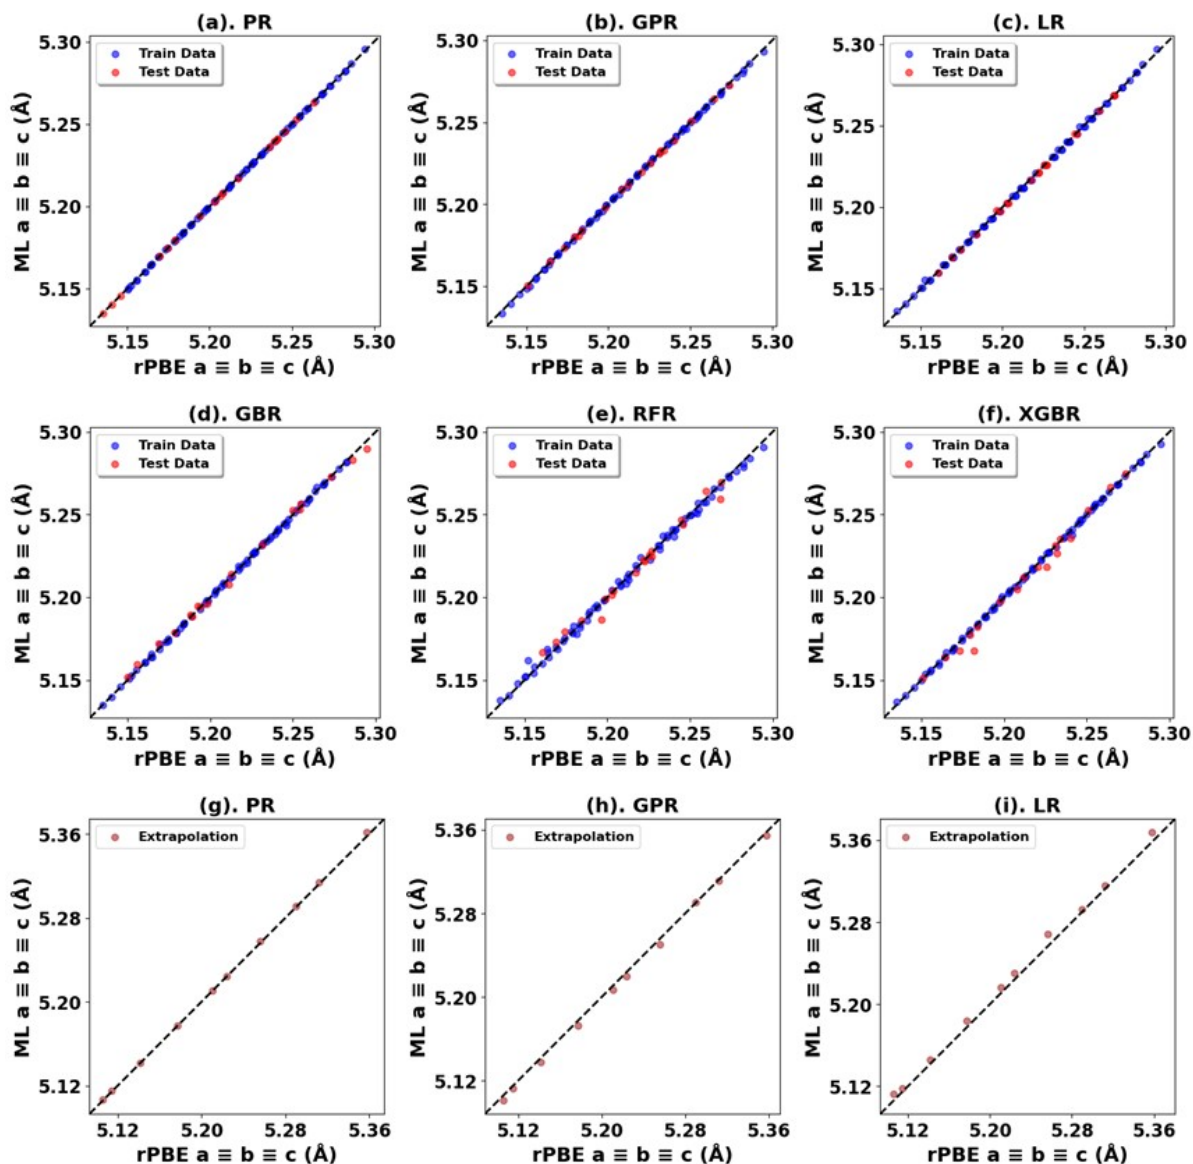 (a). PR
5.30
5.25
5.20
5.15
ML a ≡ b ≡ c (Å)
Train Data
Test Data
5.15 5.20 5.25 5.30
rPBE a ≡ b ≡ c (Å)
(b). GPR
5.30
5.25
5.20
5.15
ML a ≡ b ≡ c (Å)
Train Data
Test Data
5.15 5.20 5.25 5.30
rPBE a ≡ b ≡ c (Å)
(c). LR
5.30
5.25
5.20
5.15
ML a ≡ b ≡ c (Å)
Train Data
Test Data
5.15 5.20 5.25 5.30
rPBE a ≡ b ≡ c (Å)
(d). GBR
5.30
5.25
5.20
5.15
ML a ≡ b ≡ c (Å)
Train Data
Test Data
5.15 5.20 5.25 5.30
rPBE a ≡ b ≡ c (Å)
(e). RFR
5.30
5.25
5.20
5.15
ML a ≡ b ≡ c (Å)
Train Data
Test Data
5.15 5.20 5.25 5.30
rPBE a ≡ b ≡ c (Å)
(f). XGBR
5.30
5.25
5.20
5.15
ML a ≡ b ≡ c (Å)
Train Data
Test Data
5.15 5.20 5.25 5.30
rPBE a ≡ b ≡ c (Å)
(g). PR
5.36
5.28
5.20
5.12
ML a ≡ b ≡ c (Å)
Extrapolation
5.12 5.20 5.28 5.36
rPBE a ≡ b ≡ c (Å)
(h). GPR
5.36
5.28
5.20
5.12
ML a ≡ b ≡ c (Å)
Extrapolation
5.12 5.20 5.28 5.36
rPBE a ≡ b ≡ c (Å)
(i). LR
5.36
5.28
5.20
5.12
ML a ≡ b ≡ c (Å)
Extrapolation
5.12 5.20 5.28 5.36
rPBE a ≡ b ≡ c (Å)